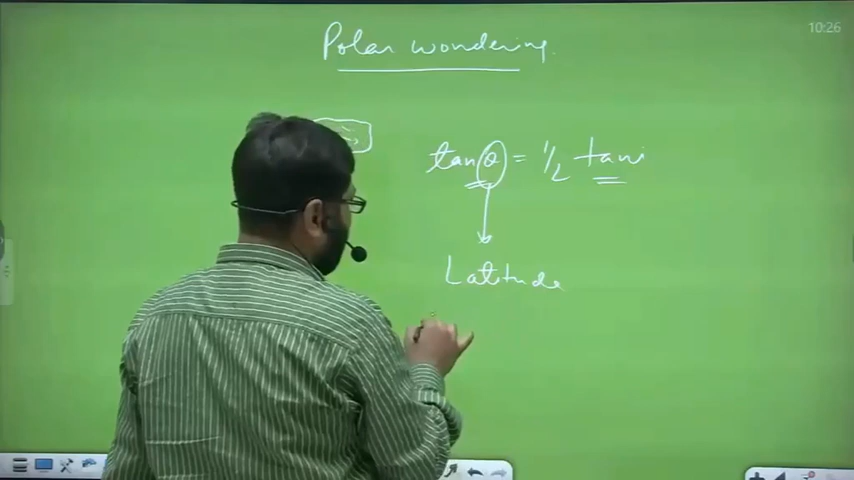 10:26
Polar wondering
tan θ = 1/2 tan i
Latitude